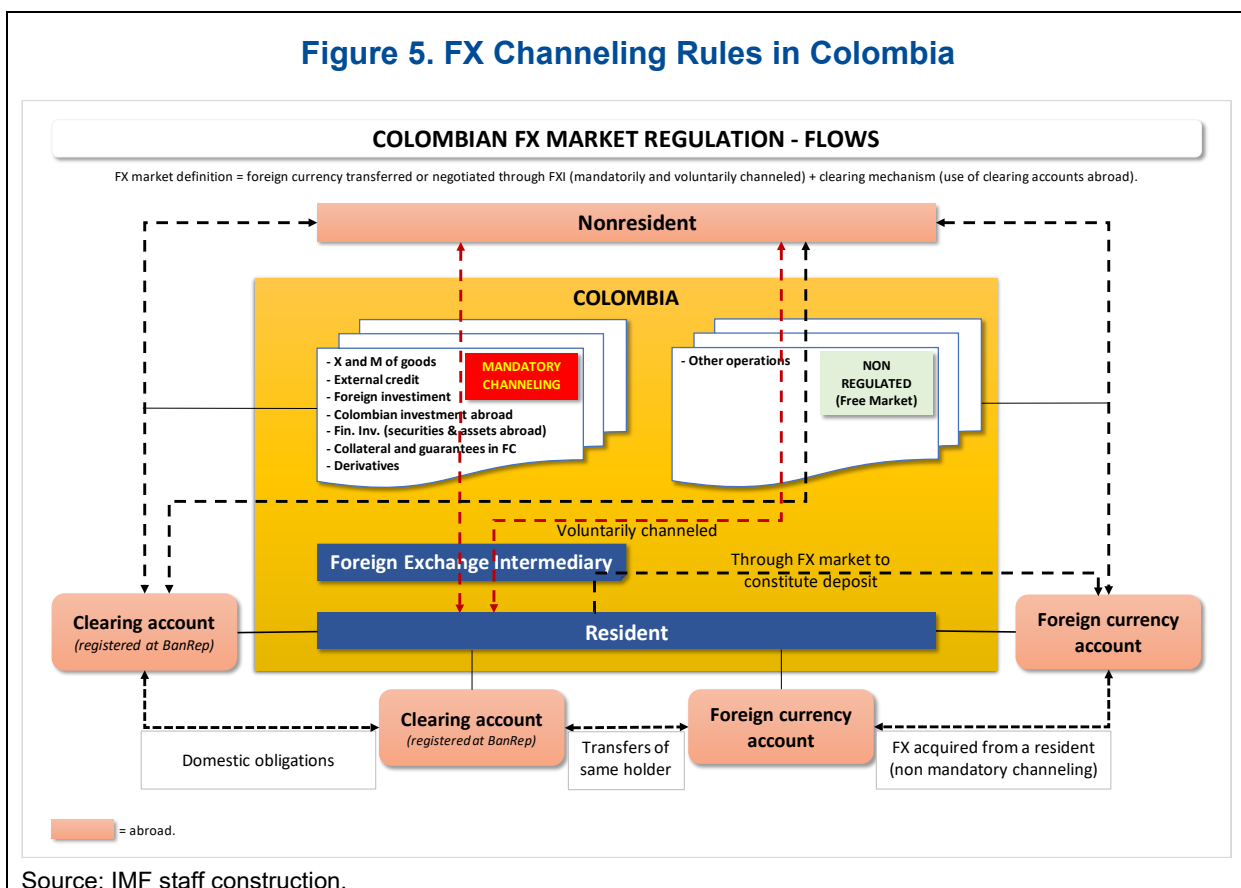 Figure 5. FX Channeling Rules in Colombia
COLOMBIAN FX MARKET REGULATION - FLOWS
FX market definition = foreign currency transferred or negotiated through FXI (mandatorily and voluntarily channeled) + clearing mechanism (use of clearing accounts abroad).
Nonresident
COLOMBIA
- X and M of goods
- External credit
- Foreign investiment
- Colombian investment abroad
- Fin. Inv. (securities & assets abroad)
- Collateral and guarantees in FC
- Derivatives
MANDATORY
CHANNELING
- Other operations
NON
REGULATED
(Free Market)
Voluntarily channeled
Foreign Exchange Intermediary
Through FX market to
constitute deposit
Clearing account
(registered at BanRep)
Resident
Foreign currency
account
Clearing account
(registered at BanRep)
Foreign currency
account
Domestic obligations
Transfers of
same holder
FX acquired from a resident
(non mandatory channeling)
= abroad.
Source: IMF staff construction.